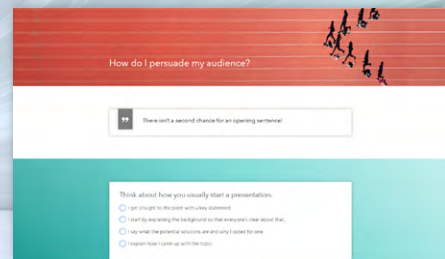 How do I persuade my audience?
There isn't a second chance for an opening sentence!
Think about how you usually start a presentation.
I get straight to the point with a key statement.
I start by explaining the background so that everyone's clear about that.
I say what the potential solutions are and why I opted for one.
I explain how I came up with the topic.